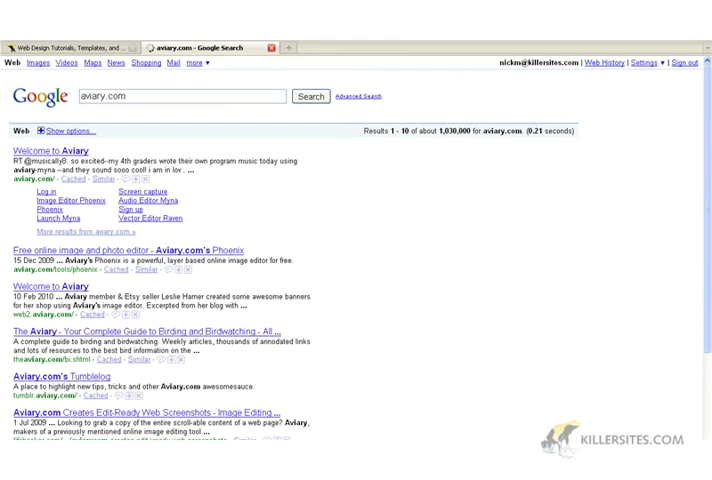 Web Design Tutorials, Templates, and ...
aviary.com - Google Search
Web Images Videos Maps News Shopping Mail more ▼
nickm@killersites.com | Web History | Settings ▼ | Sign out
Google
aviary.com
Search
Advanced Search
Web Show options...
Results 1 - 10 of about 1,030,000 for aviary.com. (0.21 seconds)
Welcome to Aviary
RT @musically8: so excited--my 4th graders wrote their own program music today using
aviary-myna --and they sound sooo cooll i am in lov . ...
aviary.com/ - Cached - Similar -
Log in
Image Editor Phoenix
Phoenix
Launch Myna
Screen capture
Audio Editor Myna
Sign up
Vector Editor Raven
More results from aviary.com »
Free online image and photo editor - Aviary.com's Phoenix
15 Dec 2009 ... Aviary's Phoenix is a powerful, layer based online image editor for free.
aviary.com/tools/phoenix - Cached - Similar -
Welcome to Aviary
10 Feb 2010 ... Aviary member & Etsy seller Leslie Hamer created some awesome banners
for her shop using Aviary's image editor. Excerpted from her blog with ...
web2.aviary.com/ - Cached -
The Aviary - Your Complete Guide to Birding and Birdwatching - All ...
A complete guide to birding and birdwatching. Weekly articles, thousands of annodated links
and lots of resources to the best bird information on the ...
theaviary.com/bi.shtml - Cached - Similar -
Aviary.com's Tumblelog
A place to highlight new tips, tricks and other Aviary.com awesomesauce.
tumblr.aviary.com/ - Cached -
Aviary.com Creates Edit-Ready Web Screenshots - Image Editing ...
1 Jul 2009 ... Looking to grab a copy of the entire scroll-able content of a web page? Aviary,
makers of a previously mentioned online image editing tool ...
KILLERSITES.COM